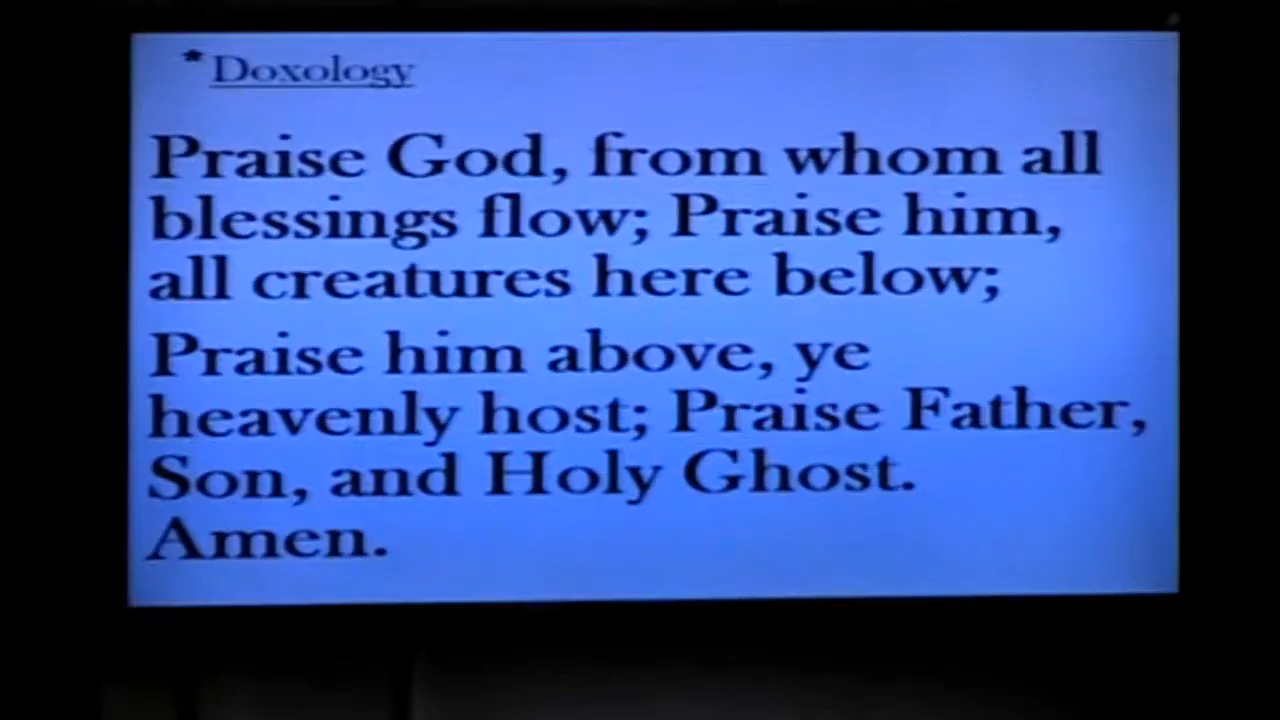 *Doxology
Praise God, from whom all
blessings flow; Praise him,
all creatures here below;
Praise him above, ye
heavenly host; Praise Father,
Son, and Holy Ghost.
Amen.